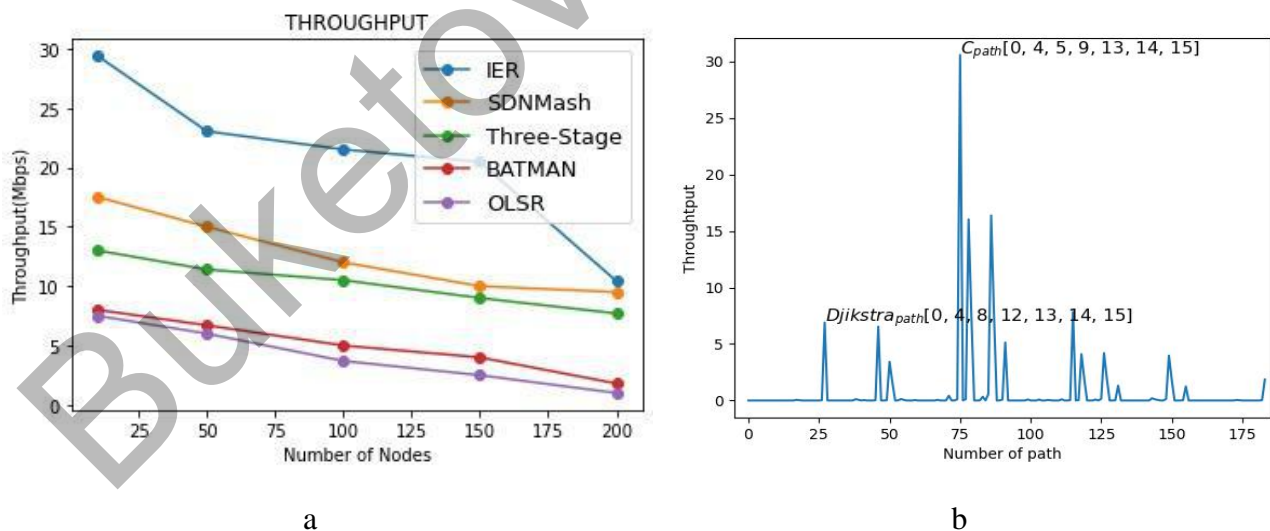 THROUGHPUT
Throughput(Mbps)
30
25
20
15
10
5
0
IER
SDNMash
Three-Stage
BATMAN
OLSR
25 50 75 100 125 150 175 200
Number of Nodes
a
Throughtput
30
25
20
15
10
5
0
Cpath[0, 4, 5, 9, 13, 14, 15]
Djikstrapath[0, 4, 8, 12, 13, 14, 15]
0 25 50 75 100 125 150 175
Number of path
b